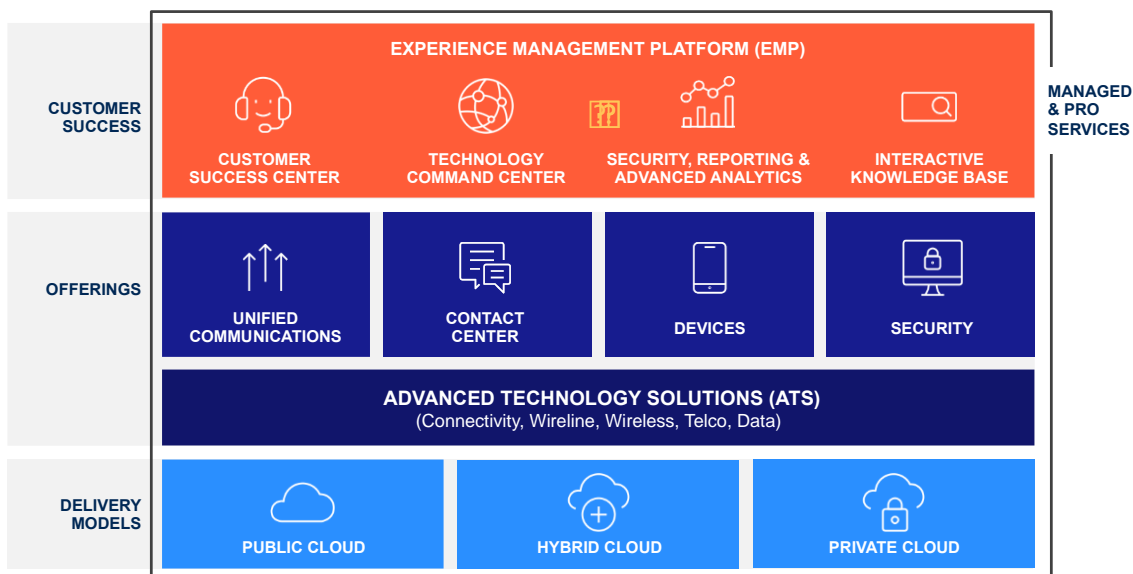 EXPERIENCE MANAGEMENT PLATFORM (EMP)
CUSTOMER
SUCCESS
CUSTOMER
SUCCESS CENTER
TECHNOLOGY
COMMAND CENTER
SECURITY, REPORTING &
ADVANCED ANALYTICS
INTERACTIVE
KNOWLEDGE BASE
MANAGED
& PRO
SERVICES
OFFERINGS
UNIFIED
COMMUNICATIONS
CONTACT
CENTER
DEVICES
SECURITY
ADVANCED TECHNOLOGY SOLUTIONS (ATS)
(Connectivity, Wireline, Wireless, Telco, Data)
DELIVERY
MODELS
PUBLIC CLOUD
HYBRID CLOUD
PRIVATE CLOUD